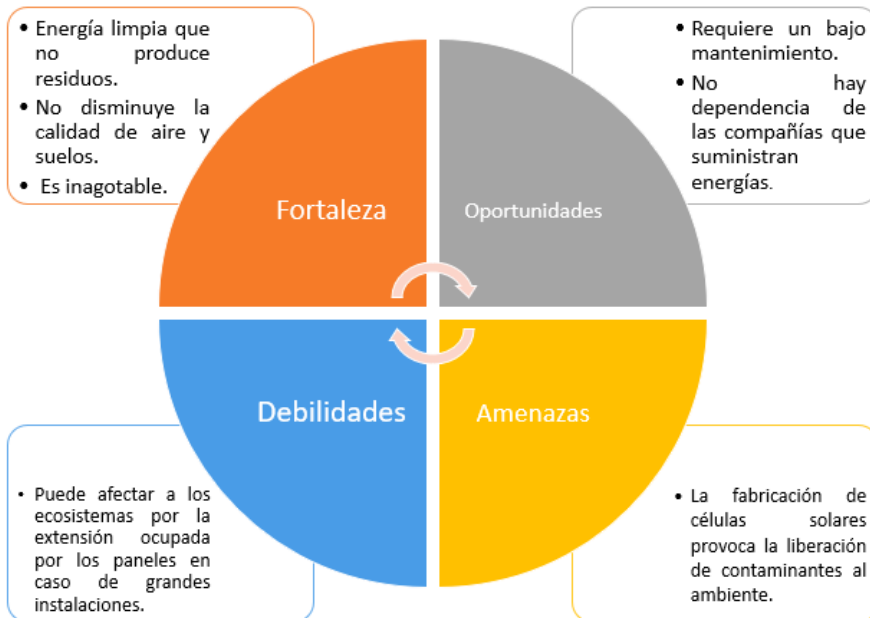 • Energía limpia que
no produce
residuos.
• No disminuye la
calidad de aire y
suelos.
• Es inagotable.
• Requiere un bajo
mantenimiento.
• No hay
dependencia de
las compañías que
suministran
energías.
Fortaleza
Oportunidades
Debilidades
Amenazas
• Puede afectar a los
ecosistemas por la
extensión ocupada
por los paneles en
caso de grandes
instalaciones.
• La fabricación de
células solares
provoca la liberación
de contaminantes al
ambiente.